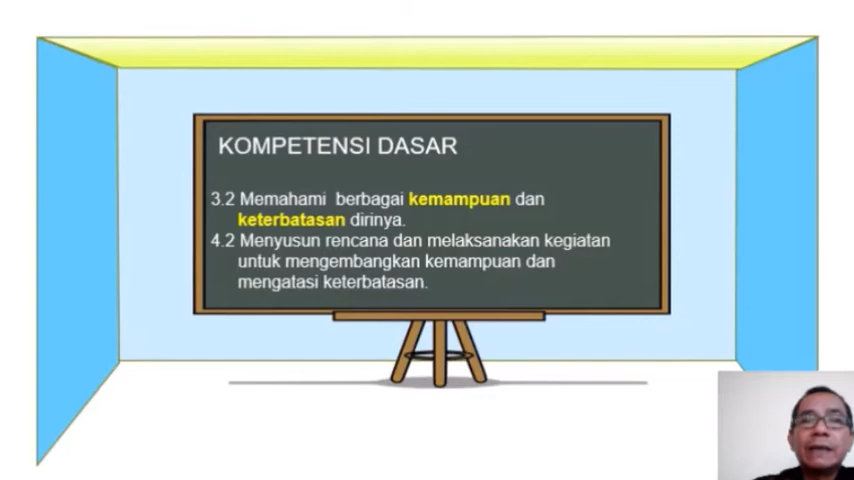 KOMPETENSI DASAR
3.2 Memahami berbagai kemampuan dan
keterbatasan dirinya.
4.2 Menyusun rencana dan melaksanakan kegiatan
untuk mengembangkan kemampuan dan
mengatasi keterbatasan.